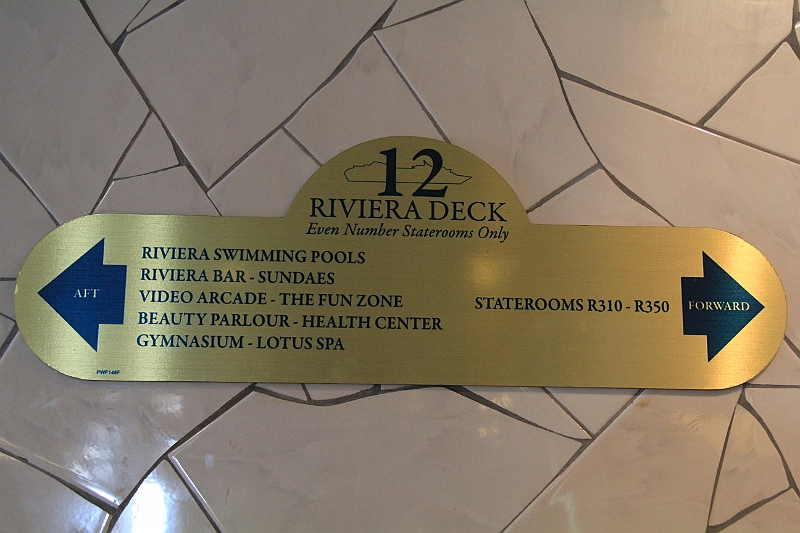 12
RIVIERA DECK
Even Number Staterooms Only
RIVIERA SWIMMING POOLS
RIVIERA BAR - SUNDAES
VIDEO ARCADE - THE FUN ZONE
BEAUTY PARLOUR - HEALTH CENTER
GYMNASIUM - LOTUS SPA
AFT
STATEROOMS R310 - R350
FORWARD
PWF148F